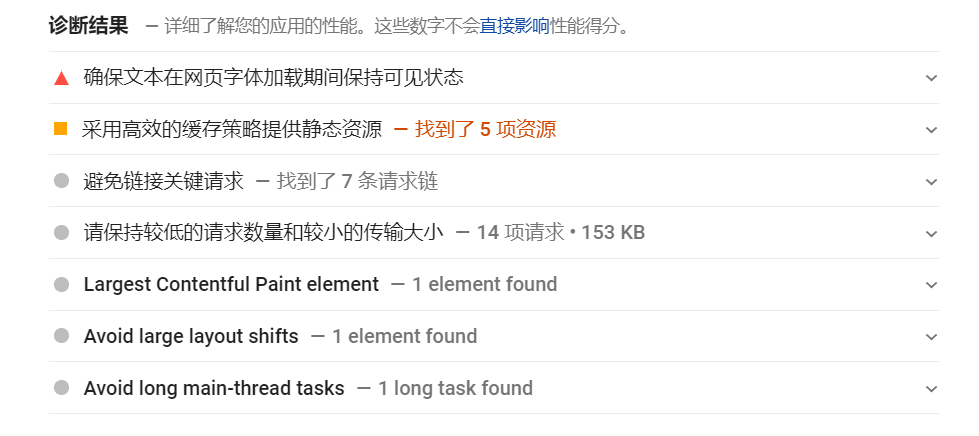 诊断结果 — 详细了解您的应用的性能。这些数字不会直接影响性能得分。
确保文本在网页字体加载期间保持可见状态
采用高效的缓存策略提供静态资源 — 找到了 5 项资源
避免链接关键请求 — 找到了 7 条请求链
请保持较低的请求数量和较小的传输大小 — 14 项请求 • 153 KB
Largest Contentful Paint element — 1 element found
Avoid large layout shifts — 1 element found
Avoid long main-thread tasks — 1 long task found